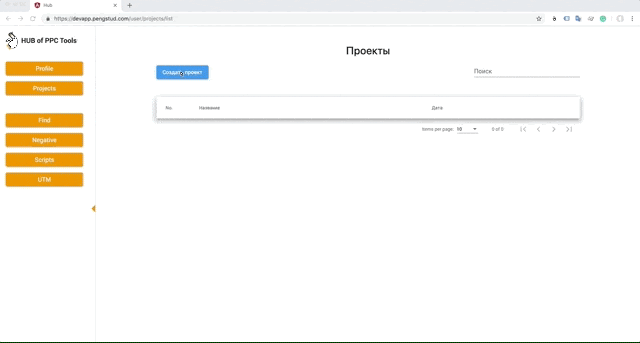 Hub
https://devapp.pengstud.com/user/projects/list
HUB of PPC Tools
Profile
Projects
Find
Negative
Scripts
UTM
Проекты
Создать проект
Поиск
No.
Название
Дата
Items per page: 10
0 of 0